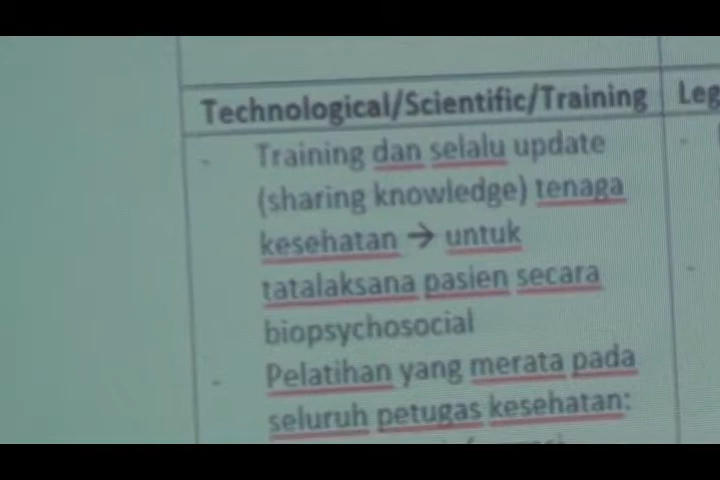 Technological/Scientific/Training Leg
- Training dan selalu update
(sharing knowledge) tenaga
kesehatan → untuk
tatalaksana pasien secara
biopsychosocial
- Pelatihan yang merata pada
seluruh petugas kesehatan: